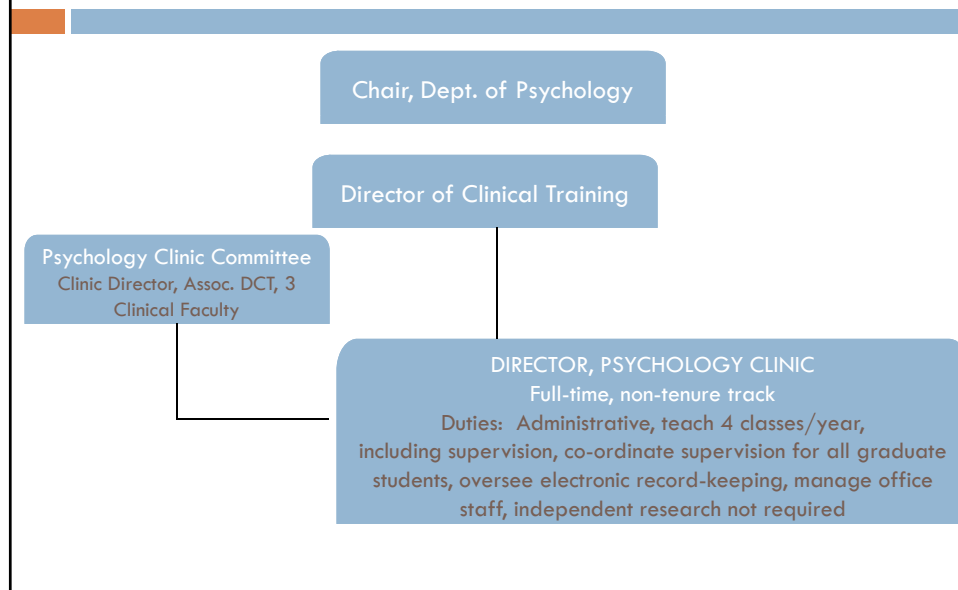 Chair, Dept. of Psychology
Director of Clinical Training
Psychology Clinic Committee
Clinic Director, Assoc. DCT, 3
Clinical Faculty
DIRECTOR, PSYCHOLOGY CLINIC
Full-time, non-tenure track
Duties: Administrative, teach 4 classes/year,
including supervision, co-ordinate supervision for all graduate
students, oversee electronic record-keeping, manage office
staff, independent research not required